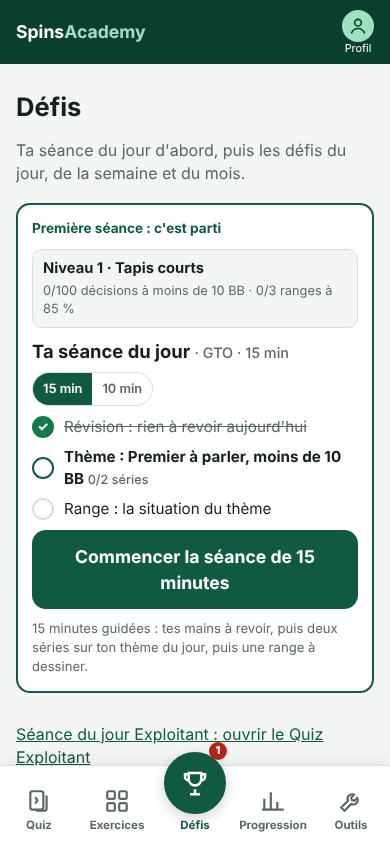 SpinsAcademy
Profil
Défis
Ta séance du jour d'abord, puis les défis du
jour, de la semaine et du mois.
Première séance : c'est parti
Niveau 1 · Tapis courts
0/100 décisions à moins de 10 BB · 0/3 ranges à
85 %
Ta séance du jour · GTO · 15 min
15 min 10 min
Révision : rien à revoir aujourd'hui
Thème : Premier à parler, moins de 10
BB 0/2 séries
Range : la situation du thème
Commencer la séance de 15
minutes
15 minutes guidées : tes mains à revoir, puis deux
séries sur ton thème du jour, puis une range à
dessiner.
Séance du jour Exploitant : ouvrir le Quiz
Exploitant
1
Quiz Exercices Défis Progression Outils